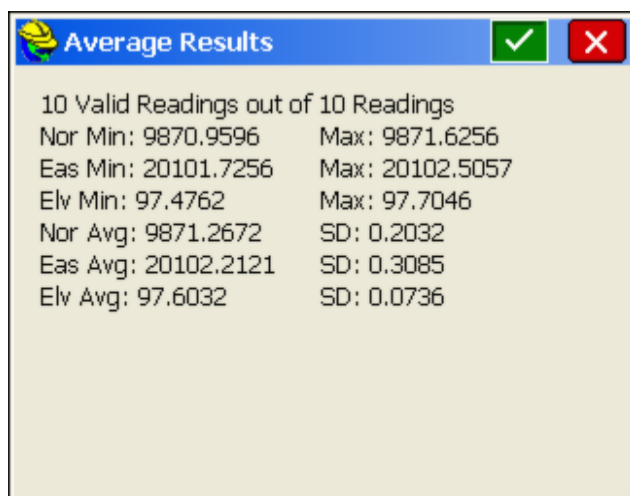 Average Results
10 Valid Readings out of 10 Readings
Nor Min: 9870.9596 Max: 9871.6256
Eas Min: 20101.7256 Max: 20102.5057
Elv Min: 97.4762 Max: 97.7046
Nor Avg: 9871.2672 SD: 0.2032
Eas Avg: 20102.2121 SD: 0.3085
Elv Avg: 97.6032 SD: 0.0736